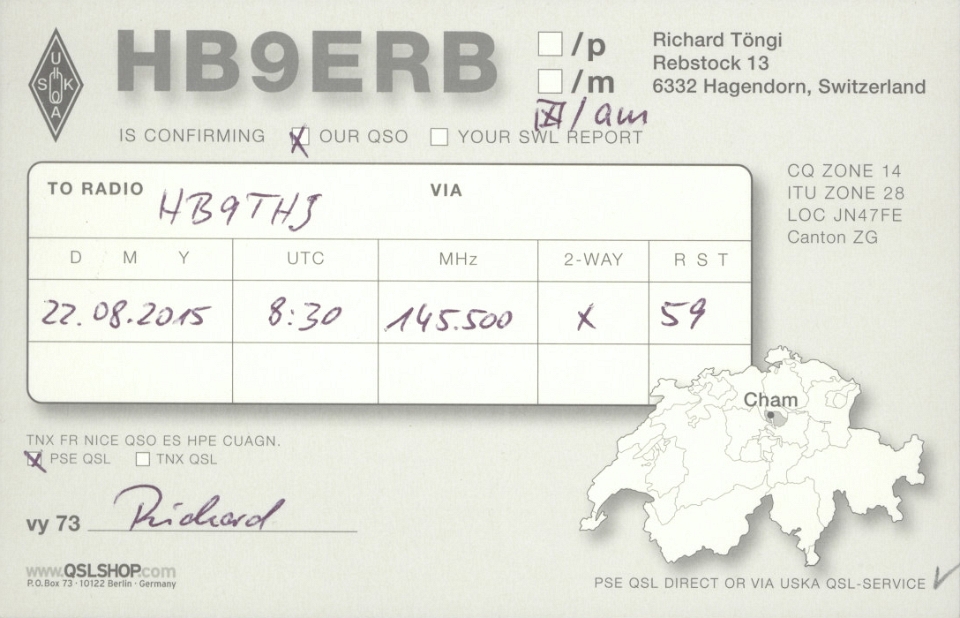 USKA
HB9ERB
/p
/m
/am
Richard Töngi
Rebstock 13
6332 Hagendorn, Switzerland
IS CONFIRMING X OUR QSO YOUR SWL REPORT
TO RADIO HB9THJ VIA
CQ ZONE 14
ITU ZONE 28
LOC JN47FE
Canton ZG
D M Y UTC MHz 2-WAY R S T
22.08.2015 8:30 145.500 X 59
Cham
TNX FR NICE QSO ES HPE CUAGN.
X PSE QSL TNX QSL
vy 73 Richard
www.QSLSHOP.com
P.O.Box 73 · 10122 Berlin · Germany
PSE QSL DIRECT OR VIA USKA QSL-SERVICE ✓